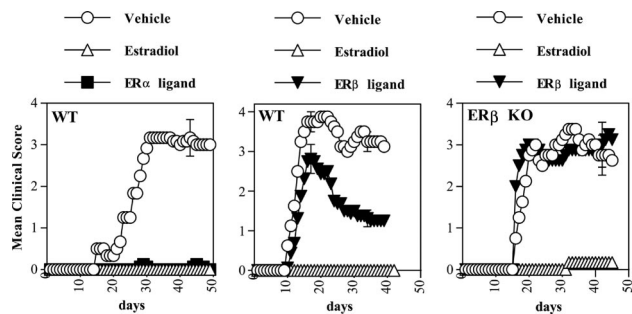 Vehicle
Estradiol
ERα ligand
Vehicle
Estradiol
ERβ ligand
Vehicle
Estradiol
ERβ ligand
Mean Clinical Score
4
3
2
1
0
WT
0
10
20
30
40
50
days
4
3
2
1
0
WT
0
10
20
30
40
50
days
4
3
2
1
0
ERβ KO
0
10
20
30
40
50
days